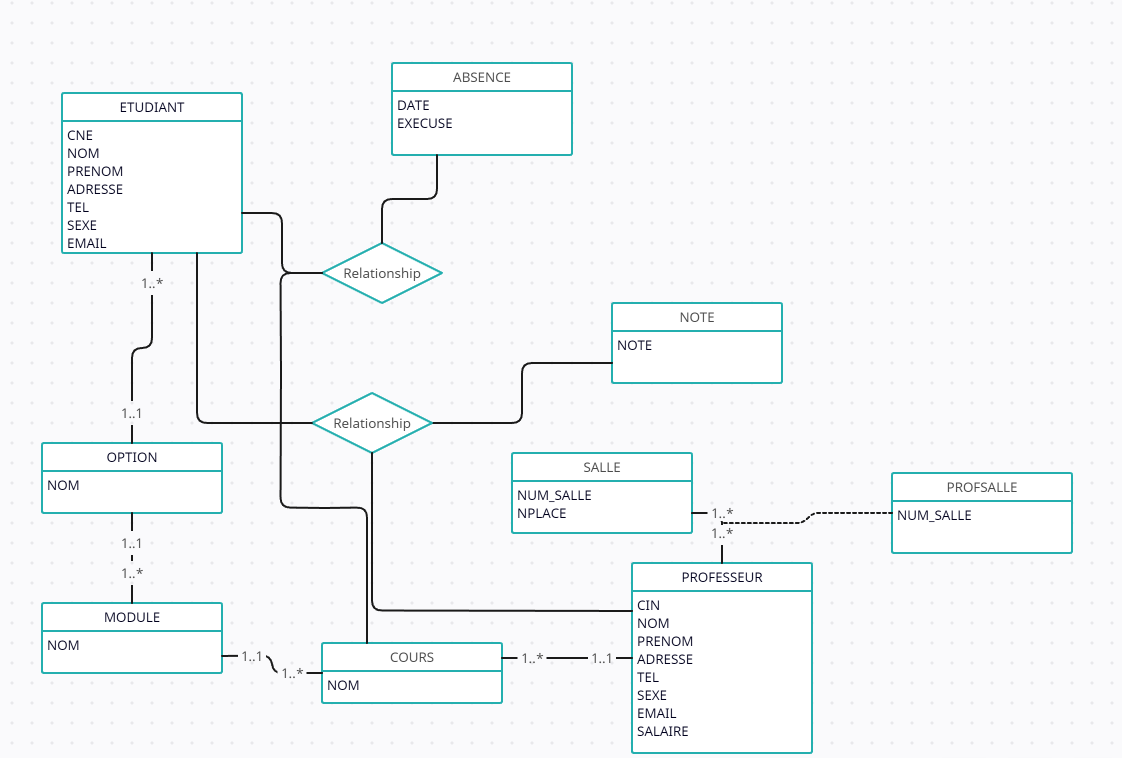 ABSENCE
DATE
EXECUSE
ETUDIANT
CNE
NOM
PRENOM
ADRESSE
TEL
SEXE
EMAIL
Relationship
1..*
NOTE
NOTE
1..1
Relationship
OPTION
NOM
SALLE
NUM_SALLE
NPLACE
PROFSALLE
NUM_SALLE
1..*
1..*
1..1
1..*
PROFESSEUR
CIN
NOM
PRENOM
ADRESSE
TEL
SEXE
EMAIL
SALAIRE
MODULE
NOM
1..1
1..*
COURS
NOM
1..*
1..1